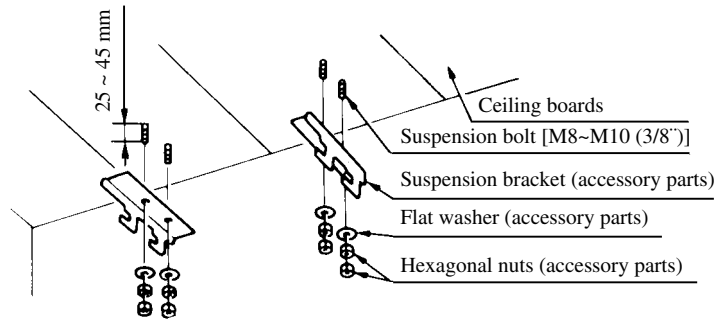 25 ~ 45 mm
Ceiling boards
Suspension bolt [M8~M10 (3/8¨)]
Suspension bracket (accessory parts)
Flat washer (accessory parts)
Hexagonal nuts (accessory parts)